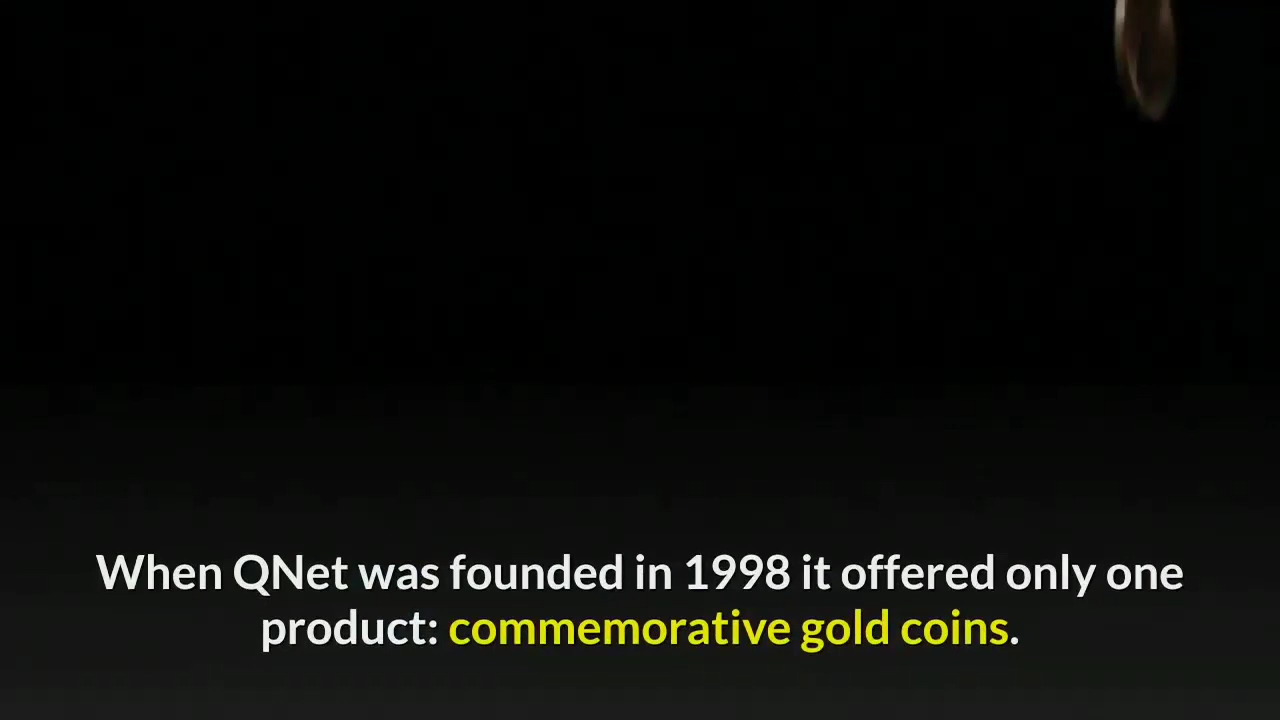 When QNet was founded in 1998 it offered only one
product: commemorative gold coins.